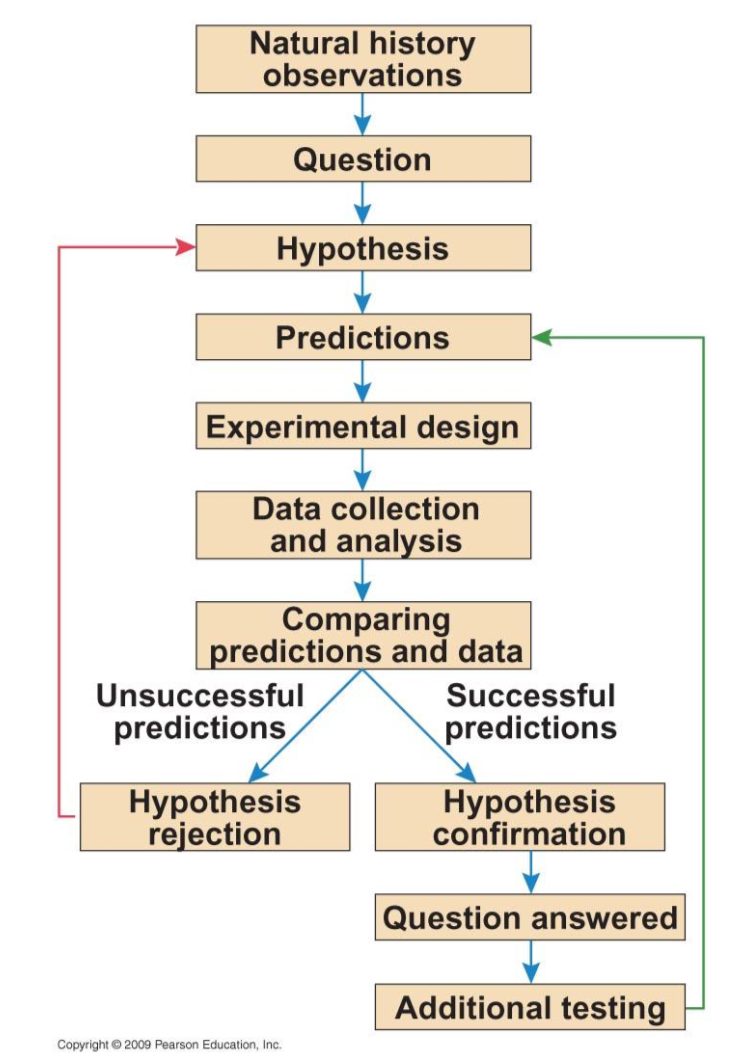 Natural history
observations
Question
Hypothesis
Predictions
Experimental design
Data collection
and analysis
Comparing
predictions and data
Unsuccessful
predictions
Successful
predictions
Hypothesis
rejection
Hypothesis
confirmation
Question answered
Additional testing
Copyright © 2009 Pearson Education, Inc.